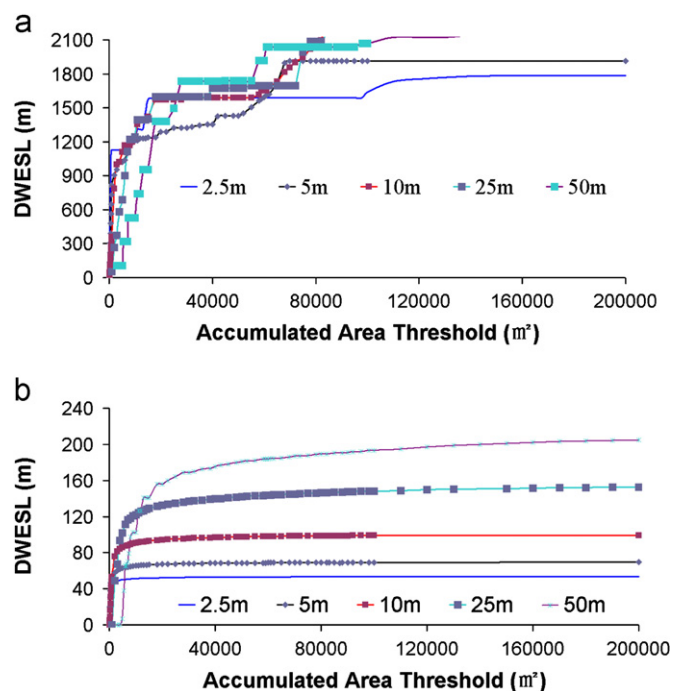 a
2100
1800
1500
1200
900
600
300
0
DWESL (m)
2.5m 5m 10m 25m 50m
0 40000 80000 120000 160000 200000
Accumulated Area Threshold (m²)
b
240
200
160
120
80
40
0
DWESL (m)
2.5m 5m 10m 25m 50m
0 40000 80000 120000 160000 200000
Accumulated Area Threshold (m²)